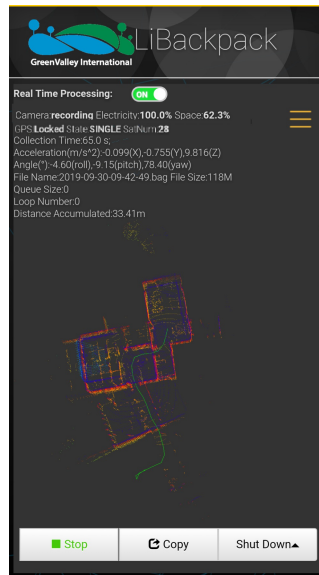 LiBackpack
GreenValley International
Real Time Processing: ON
Camera:recording Electricity:100.0% Space:62.3%
GPS:Locked State:SINGLE SatNum:28
Collection Time:65.0 s;
Acceleration(m/s^2):-0.099(X),-0.755(Y),9.816(Z)
Angle(°):-4.60(roll),-9.15(pitch),78.40(yaw)
File Name:2019-09-30-09-42-49.bag File Size:118M
Queue Size:0
Loop Number:0
Distance Accumulated:33.41m
Stop
Copy
Shut Down